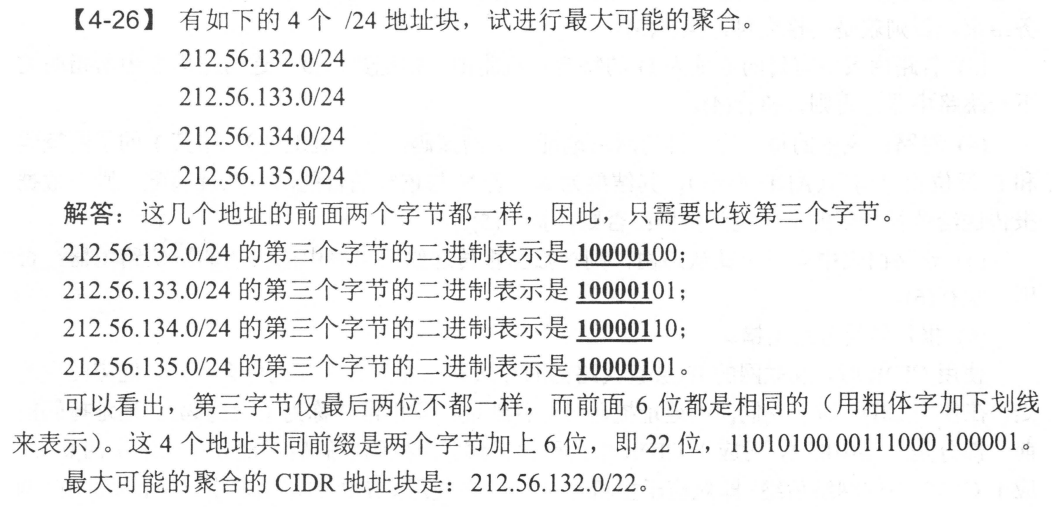 【4-26】 有如下的 4 个 /24 地址块，试进行最大可能的聚合。
212.56.132.0/24
212.56.133.0/24
212.56.134.0/24
212.56.135.0/24
解答：这几个地址的前面两个字节都一样，因此，只需要比较第三个字节。
212.56.132.0/24 的第三个字节的二进制表示是 10000100；
212.56.133.0/24 的第三个字节的二进制表示是 10000101；
212.56.134.0/24 的第三个字节的二进制表示是 10000110；
212.56.135.0/24 的第三个字节的二进制表示是 10000101。
可以看出，第三字节仅最后两位不都一样，而前面 6 位都是相同的（用粗体字加下划线
来表示）。这 4 个地址共同前缀是两个字节加上 6 位，即 22 位，11010100 00111000 100001。
最大可能的聚合的 CIDR 地址块是：212.56.132.0/22。